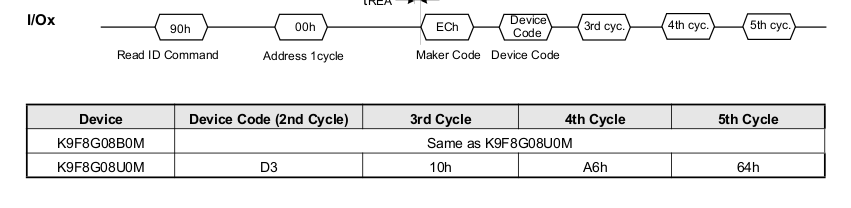 tREA
I/Ox
90h 00h ECh Device Code 3rd cyc. 4th cyc. 5th cyc.
Read ID Command Address 1cycle Maker Code Device Code
Device Device Code (2nd Cycle) 3rd Cycle 4th Cycle 5th Cycle
K9F8G08B0M Same as K9F8G08U0M
K9F8G08U0M D3 10h A6h 64h